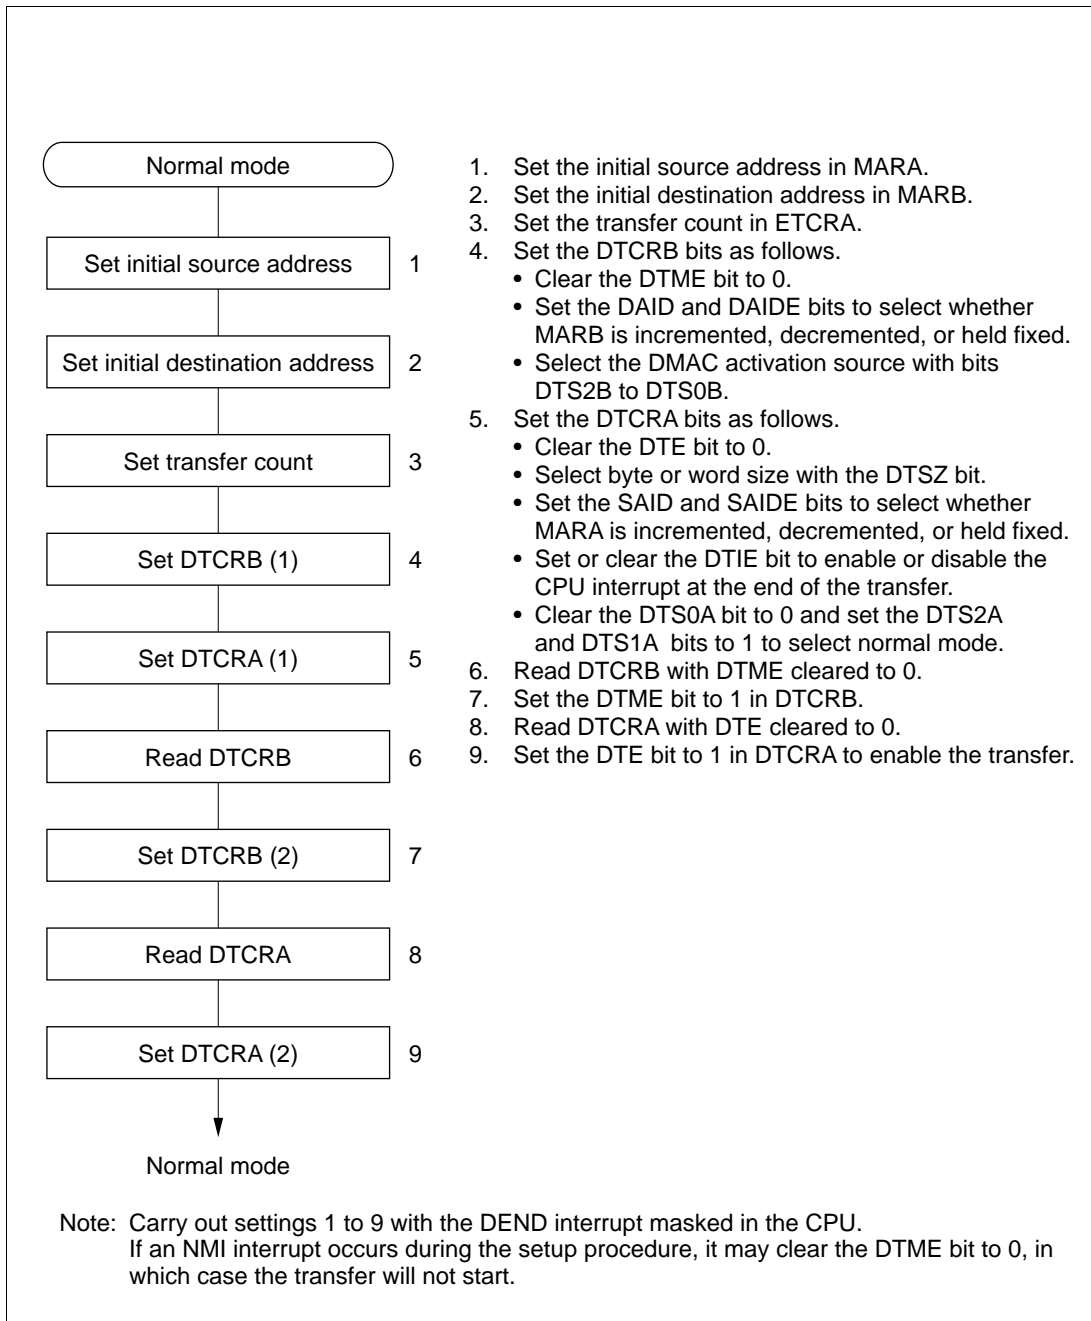 Normal mode
Set initial source address 1
Set initial destination address 2
Set transfer count 3
Set DTCRB (1) 4
Set DTCRA (1) 5
Read DTCRB 6
Set DTCRB (2) 7
Read DTCRA 8
Set DTCRA (2) 9
Normal mode
1. Set the initial source address in MARA.
2. Set the initial destination address in MARB.
3. Set the transfer count in ETCRA.
4. Set the DTCRB bits as follows.
• Clear the DTME bit to 0.
• Set the DAID and DAIDE bits to select whether
MARB is incremented, decremented, or held fixed.
• Select the DMAC activation source with bits
DTS2B to DTS0B.
5. Set the DTCRA bits as follows.
• Clear the DTE bit to 0.
• Select byte or word size with the DTSZ bit.
• Set the SAID and SAIDE bits to select whether
MARA is incremented, decremented, or held fixed.
• Set or clear the DTIE bit to enable or disable the
CPU interrupt at the end of the transfer.
• Clear the DTS0A bit to 0 and set the DTS2A
and DTS1A bits to 1 to select normal mode.
6. Read DTCRB with DTME cleared to 0.
7. Set the DTME bit to 1 in DTCRB.
8. Read DTCRA with DTE cleared to 0.
9. Set the DTE bit to 1 in DTCRA to enable the transfer.
Note: Carry out settings 1 to 9 with the DEND interrupt masked in the CPU.
If an NMI interrupt occurs during the setup procedure, it may clear the DTME bit to 0, in
which case the transfer will not start.